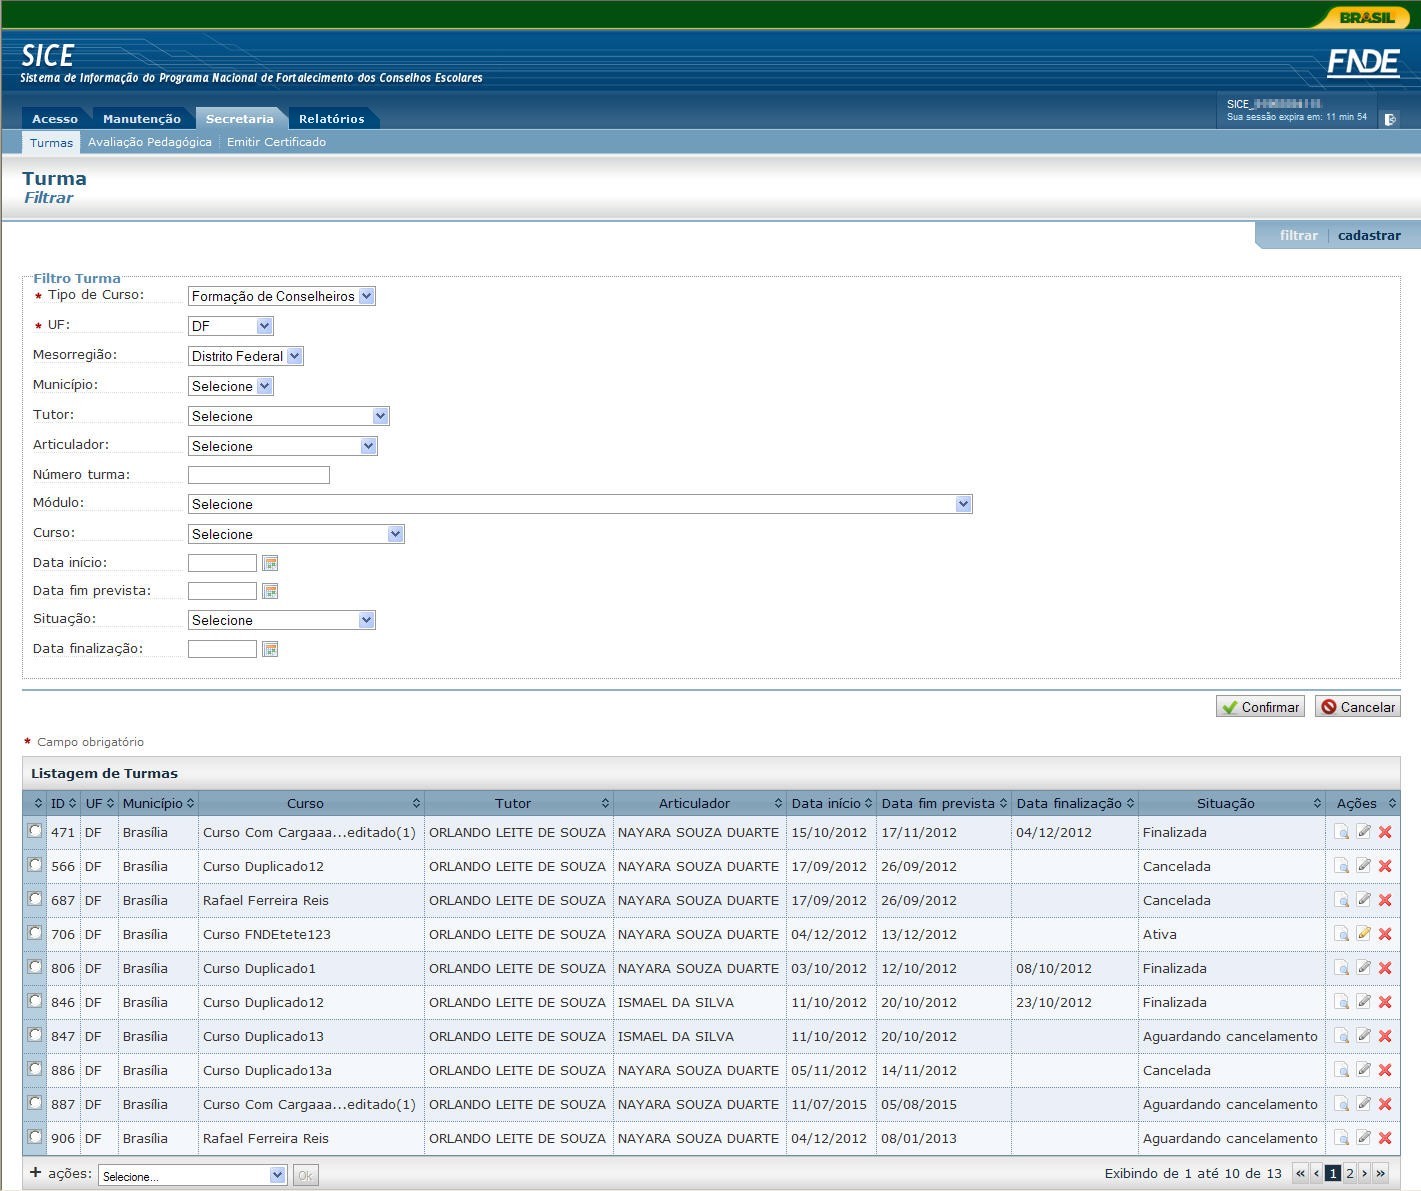 BRASIL
SICE
Sistema de Informação do Programa Nacional de Fortalecimento dos Conselhos Escolares
FNDE
SICE_
Sua sessão expira em: 11 min 54
Acesso Manutenção Secretaria Relatórios
Turmas Avaliação Pedagógica Emitir Certificado
Turma
Filtrar
filtrar cadastrar
Filtro Turma
* Tipo de Curso: Formação de Conselheiros
* UF: DF
Mesorregião: Distrito Federal
Município: Selecione
Tutor: Selecione
Articulador: Selecione
Número turma:
Módulo: Selecione
Curso: Selecione
Data início:
Data fim prevista:
Situação: Selecione
Data finalização:
Confirmar Cancelar
* Campo obrigatório
Listagem de Turmas
ID UF Município Curso Tutor Articulador Data início Data fim prevista Data finalização Situação Ações
471 DF Brasília Curso Com Cargaaa...editado(1) ORLANDO LEITE DE SOUZA NAYARA SOUZA DUARTE 15/10/2012 17/11/2012 04/12/2012 Finalizada
566 DF Brasília Curso Duplicado12 ORLANDO LEITE DE SOUZA NAYARA SOUZA DUARTE 17/09/2012 26/09/2012 Cancelada
687 DF Brasília Rafael Ferreira Reis ORLANDO LEITE DE SOUZA NAYARA SOUZA DUARTE 17/09/2012 26/09/2012 Cancelada
706 DF Brasília Curso FNDEtete123 ORLANDO LEITE DE SOUZA NAYARA SOUZA DUARTE 04/12/2012 13/12/2012 Ativa
806 DF Brasília Curso Duplicado1 ORLANDO LEITE DE SOUZA NAYARA SOUZA DUARTE 03/10/2012 12/10/2012 08/10/2012 Finalizada
846 DF Brasília Curso Duplicado12 ORLANDO LEITE DE SOUZA ISMAEL DA SILVA 11/10/2012 20/10/2012 23/10/2012 Finalizada
847 DF Brasília Curso Duplicado13 ORLANDO LEITE DE SOUZA ISMAEL DA SILVA 11/10/2012 20/10/2012 Aguardando cancelamento
886 DF Brasília Curso Duplicado13a ORLANDO LEITE DE SOUZA NAYARA SOUZA DUARTE 05/11/2012 14/11/2012 Cancelada
887 DF Brasília Curso Com Cargaaa...editado(1) ORLANDO LEITE DE SOUZA NAYARA SOUZA DUARTE 11/07/2015 05/08/2015 Aguardando cancelamento
906 DF Brasília Rafael Ferreira Reis ORLANDO LEITE DE SOUZA NAYARA SOUZA DUARTE 04/12/2012 08/01/2013 Aguardando cancelamento
+ ações: Selecione... Ok Exibindo de 1 até 10 de 13 « ‹ 1 2 › »